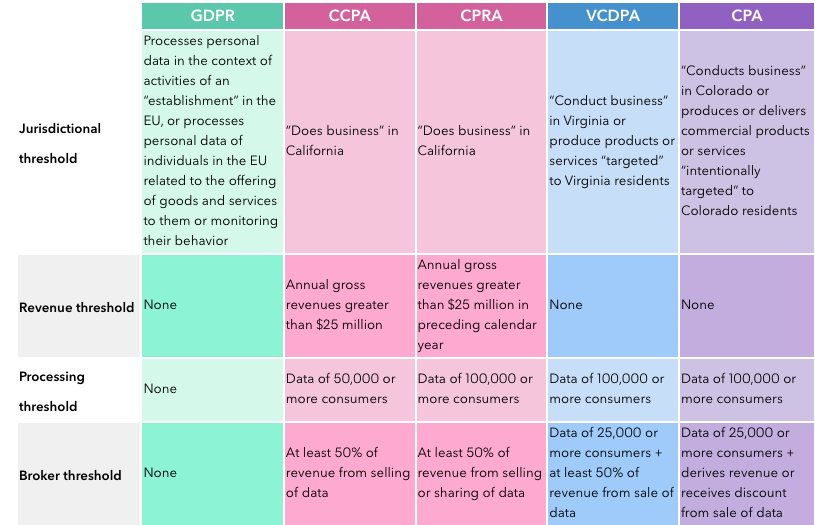 GDPR
CCPA
CPRA
VCDPA
CPA
Jurisdictional
threshold
Processes personal
data in the context of
activities of an
“establishment” in the
EU, or processes
personal data of
individuals in the EU
related to the offering
of goods and services
to them or monitoring
their behavior
“Does business” in
California
“Does business” in
California
“Conduct business”
in Virginia or
produce products or
services “targeted”
to Virginia residents
“Conducts business”
in Colorado or
produces or delivers
commercial products
or services
“intentionally
targeted” to
Colorado residents
Revenue threshold
None
Annual gross
revenues greater
than $25 million
Annual gross
revenues greater
than $25 million in
preceding calendar
year
None
None
Processing
threshold
None
Data of 50,000 or
more consumers
Data of 100,000 or
more consumers
Data of 100,000 or
more consumers
Data of 100,000 or
more consumers
Broker threshold
None
At least 50% of
revenue from selling
of data
At least 50% of
revenue from selling
or sharing of data
Data of 25,000 or
more consumers +
at least 50% of
revenue from sale of
data
Data of 25,000 or
more consumers +
derives revenue or
receives discount
from sale of data